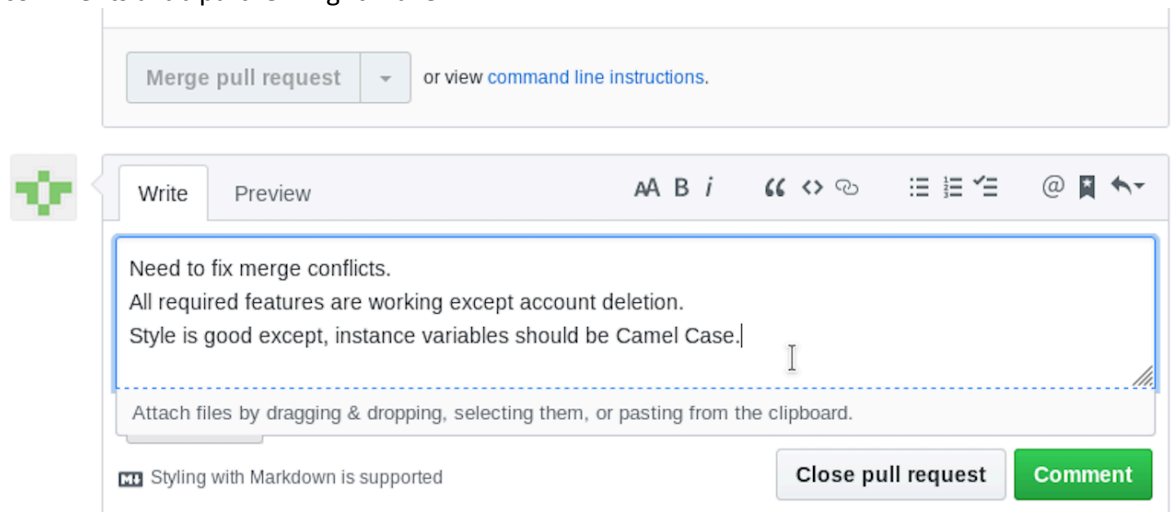 Merge pull request
or view command line instructions.
Write
Preview
AA B i
@
Need to fix merge conflicts.
All required features are working except account deletion.
Style is good except, instance variables should be Camel Case.
Attach files by dragging & dropping, selecting them, or pasting from the clipboard.
Styling with Markdown is supported
Close pull request
Comment